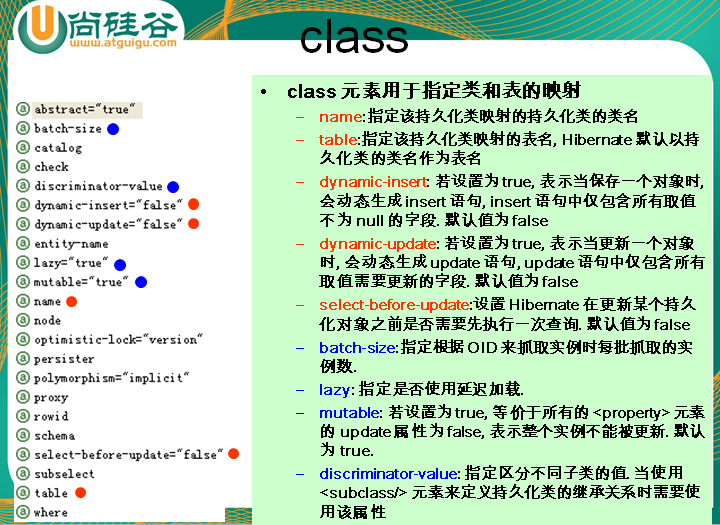 尚硅谷
www.atguigu.com
class
abstract="true"
batch-size
catalog
check
discriminator-value
dynamic-insert="false"
dynamic-update="false"
entity-name
lazy="true"
mutable="true"
name
node
optimistic-lock="version"
persister
polymorphism="implicit"
proxy
rowid
schema
select-before-update="false"
subselect
table
where
• class 元素用于指定类和表的映射
– name:指定该持久化类映射的持久化类的类名
– table:指定该持久化类映射的表名, Hibernate 默认以持
久化类的类名作为表名
– dynamic-insert: 若设置为 true, 表示当保存一个对象时,
会动态生成 insert 语句, insert 语句中仅包含所有取值
不为 null 的字段. 默认值为 false
– dynamic-update: 若设置为 true, 表示当更新一个对象
时, 会动态生成 update 语句, update 语句中仅包含所有
取值需要更新的字段. 默认值为 false
– select-before-update:设置 Hibernate 在更新某个持久
化对象之前是否需要先执行一次查询. 默认值为 false
– batch-size:指定根据 OID 来抓取实例时每批抓取的实
例数.
– lazy: 指定是否使用延迟加载.
– mutable: 若设置为 true, 等价于所有的 <property> 元素
的 update 属性为 false, 表示整个实例不能被更新. 默认
为 true.
– discriminator-value: 指定区分不同子类的值. 当使用
<subclass/> 元素来定义持久化类的继承关系时需要使
用该属性